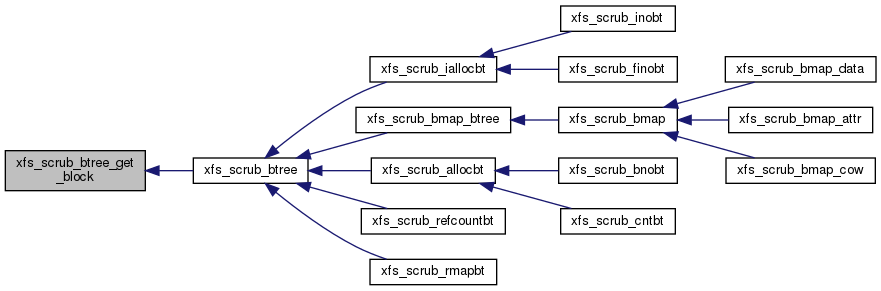 xfs_scrub_btree_get
_block
xfs_scrub_btree
xfs_scrub_iallocbt
xfs_scrub_inobt
xfs_scrub_finobt
xfs_scrub_bmap_btree
xfs_scrub_bmap
xfs_scrub_bmap_data
xfs_scrub_bmap_attr
xfs_scrub_bmap_cow
xfs_scrub_allocbt
xfs_scrub_bnobt
xfs_scrub_cntbt
xfs_scrub_refcountbt
xfs_scrub_rmapbt